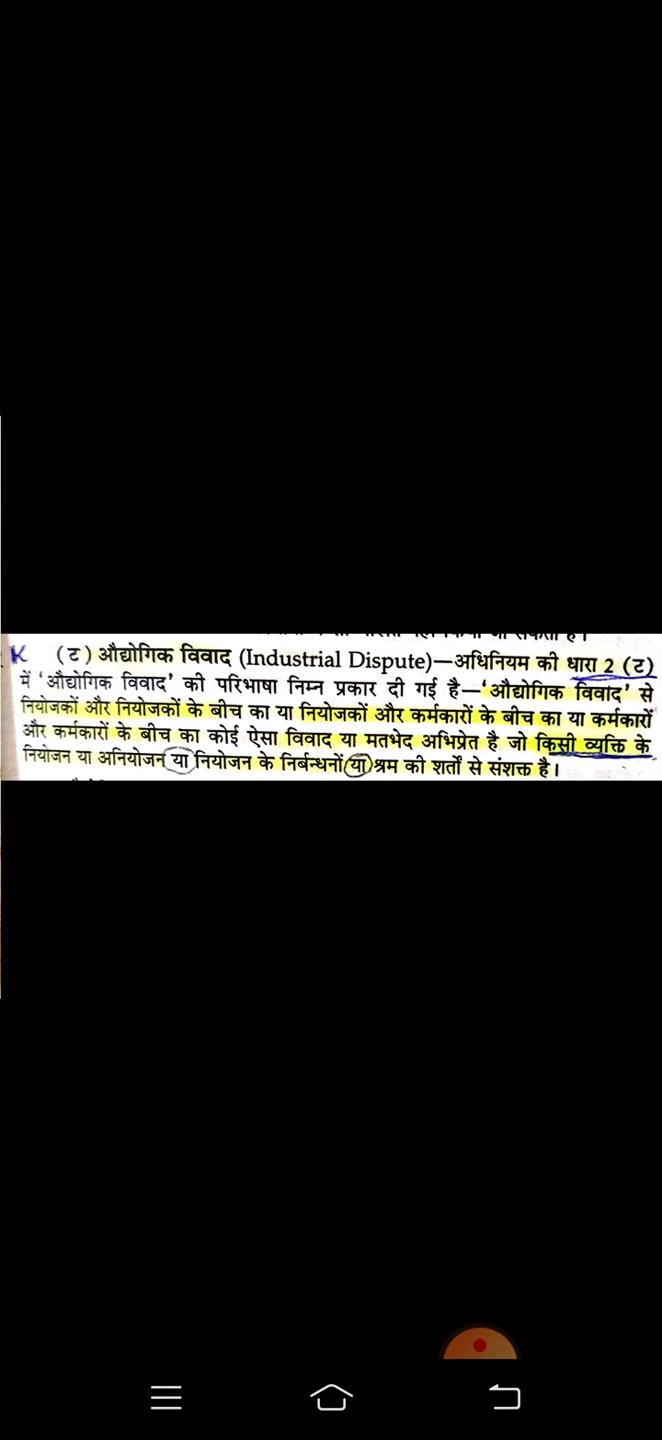 K (ट) औद्योगिक विवाद (Industrial Dispute)—अधिनियम की धारा 2 (ट)
में 'औद्योगिक विवाद' की परिभाषा निम्न प्रकार दी गई है—'औद्योगिक विवाद' से
नियोजकों और नियोजकों के बीच का या नियोजकों और कर्मकारों के बीच का या कर्मकारों
और कर्मकारों के बीच का कोई ऐसा विवाद या मतभेद अभिप्रेत है जो किसी व्यक्ति के
नियोजन या अनियोजन या नियोजन के निर्बन्धनों या श्रम की शर्तों से संशक्त है।